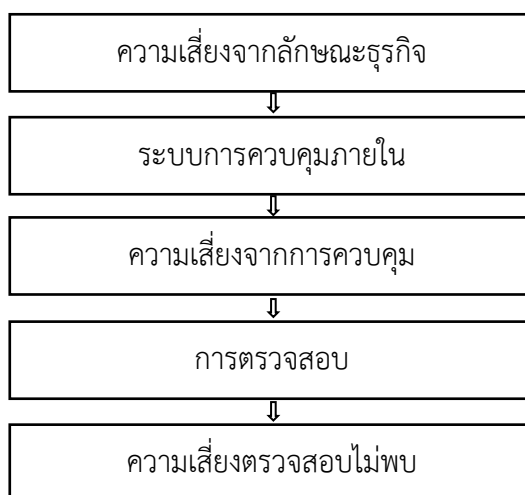 ความเสี่ยงจากลักษณะธุรกิจ
ระบบการควบคุมภายใน
ความเสี่ยงจากการควบคุม
การตรวจสอบ
ความเสี่ยงตรวจสอบไม่พบ